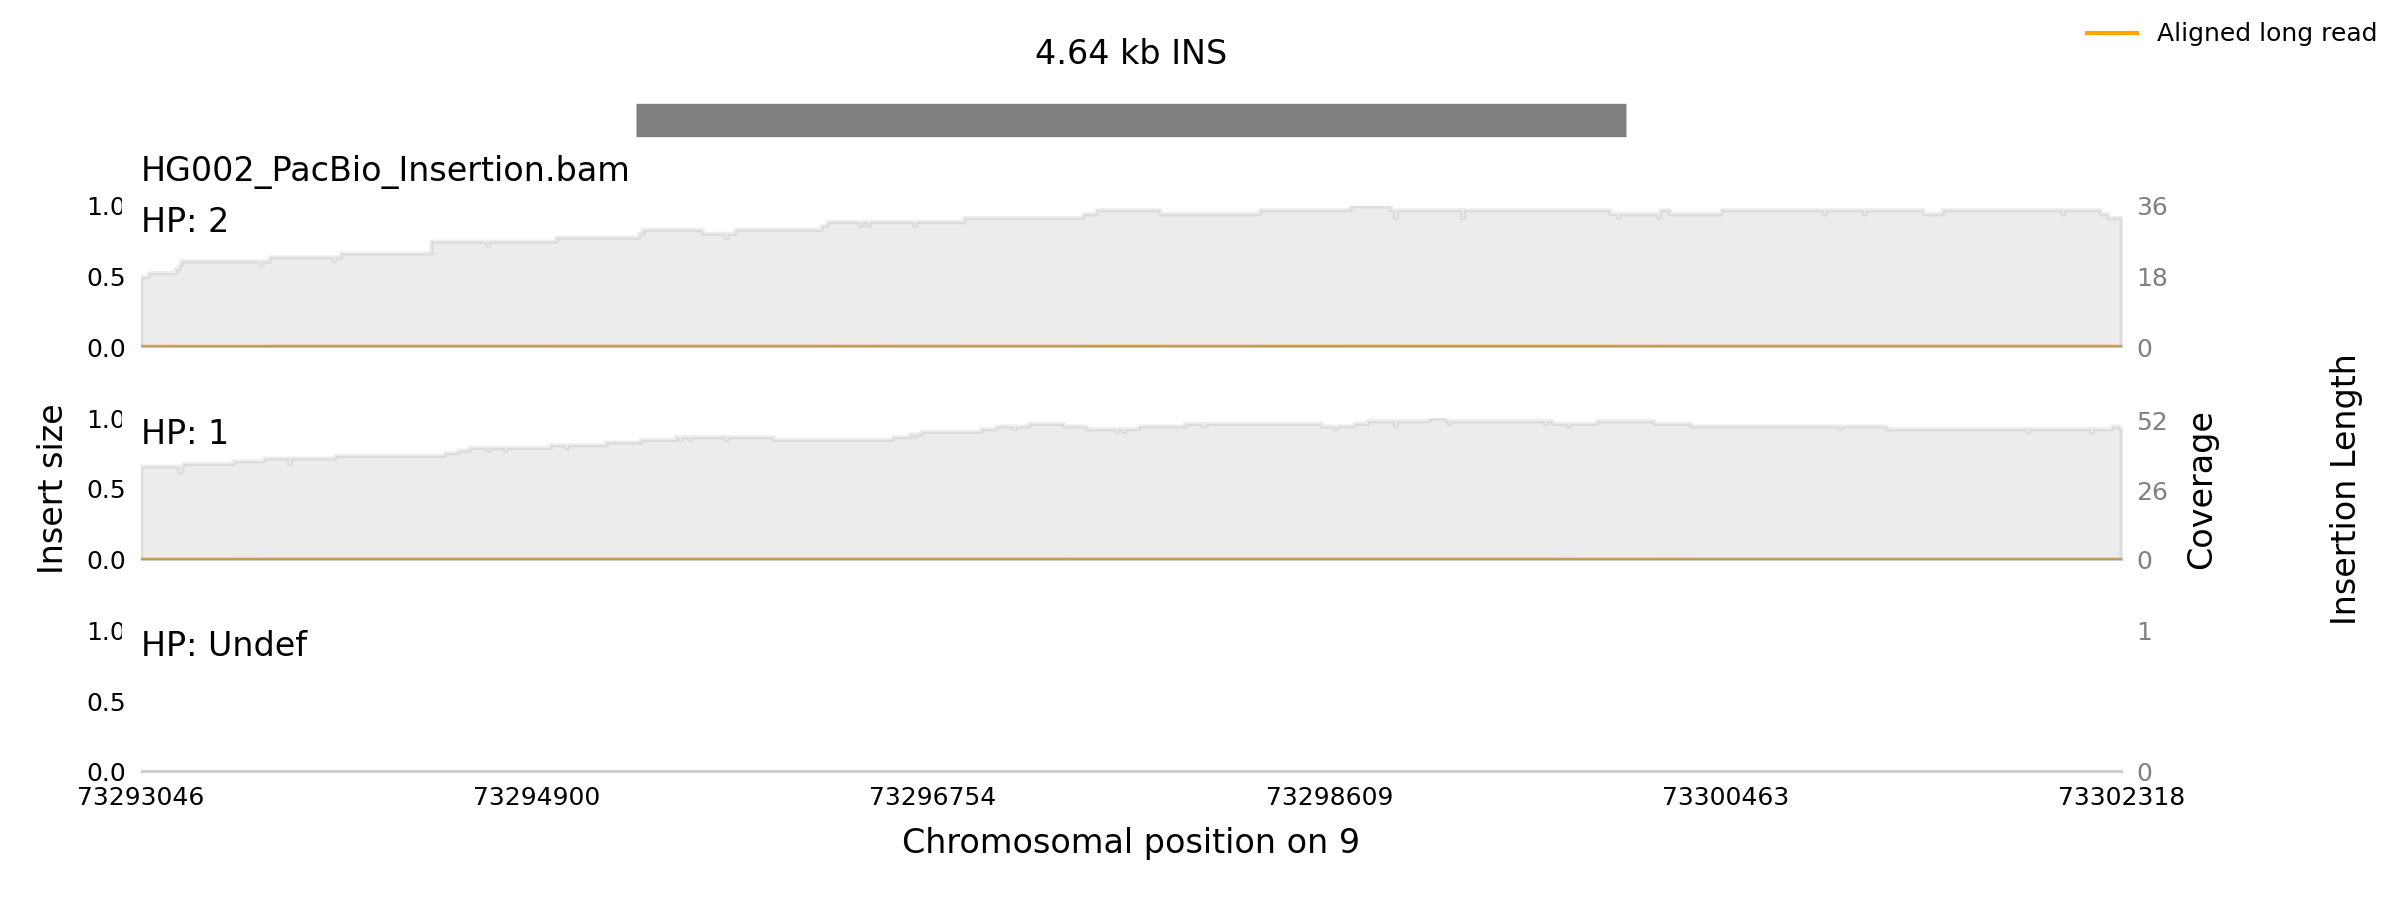 Aligned long read
4.64 kb INS
HG002_PacBio_Insertion.bam
HP: 2
1.0
0.5
0.0
36
18
0
HP: 1
1.0
0.5
0.0
52
26
0
HP: Undef
1.0
0.5
0.0
1
0
Insert size
Coverage
Insertion Length
73293046 73294900 73296754 73298609 73300463 73302318
Chromosomal position on 9